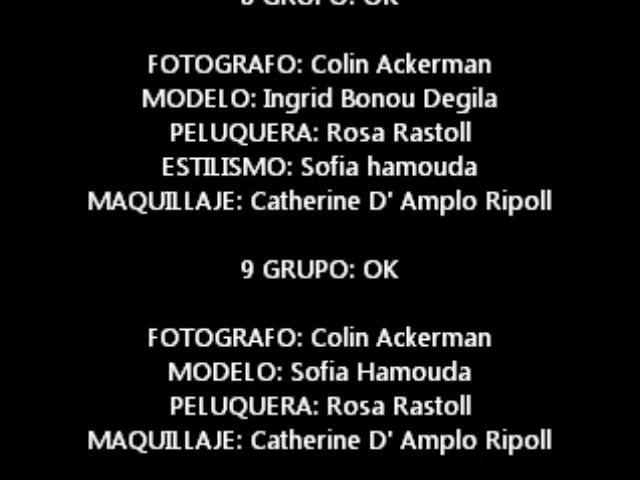 8 GRUPO: OK
FOTOGRAFO: Colin Ackerman
MODELO: Ingrid Bonou Degila
PELUQUERA: Rosa Rastoll
ESTILISMO: Sofia hamouda
MAQUILLAJE: Catherine D' Amplo Ripoll
9 GRUPO: OK
FOTOGRAFO: Colin Ackerman
MODELO: Sofia Hamouda
PELUQUERA: Rosa Rastoll
MAQUILLAJE: Catherine D' Amplo Ripoll